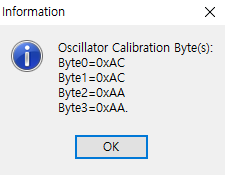 Information
Oscillator Calibration Byte(s):
Byte0=0xAC
Byte1=0xAC
Byte2=0xAA
Byte3=0xAA.
OK